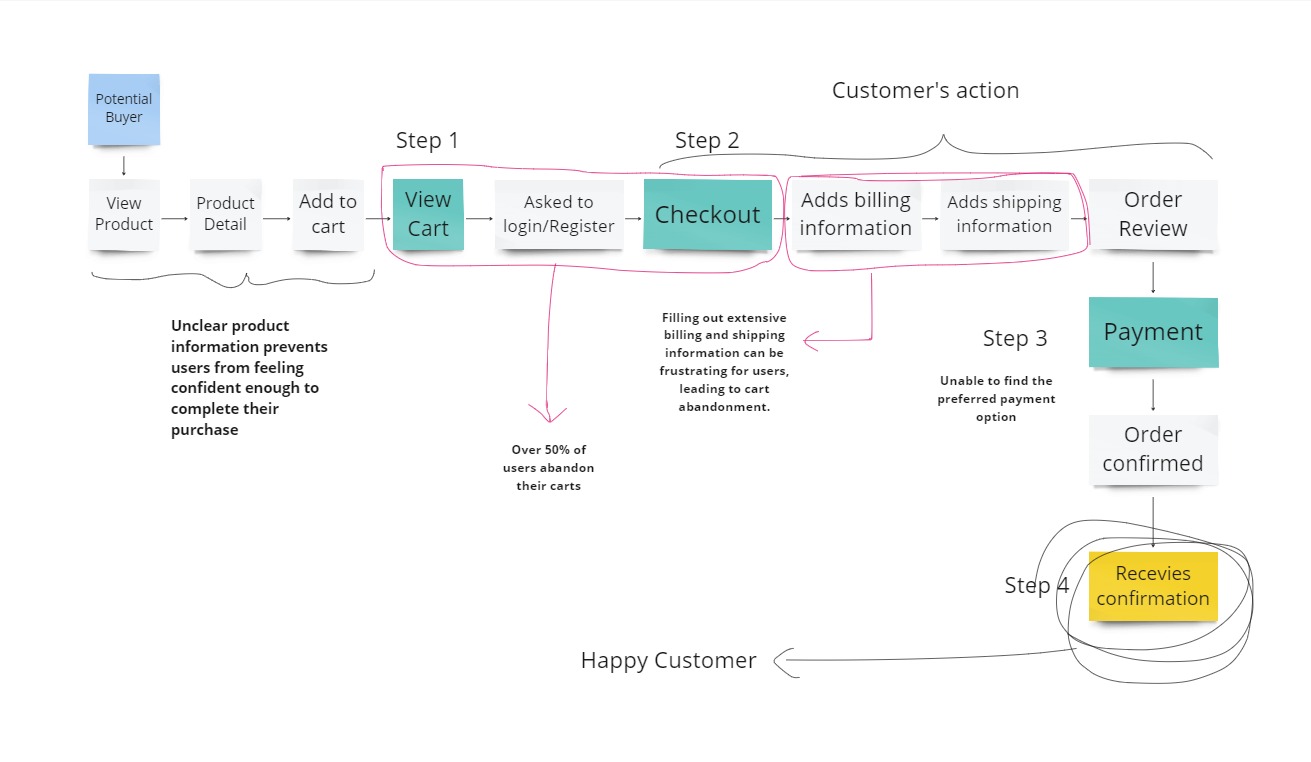 Potential
Buyer
Customer's action
Step 1
Step 2
View
Product
Product
Detail
Add to
cart
View
Cart
Asked to
login/Register
Checkout
Adds billing
information
Adds shipping
information
Order
Review
Unclear product
information prevents
users from feeling
confident enough to
complete their
purchase
Over 50% of
users abandon
their carts
Filling out extensive
billing and shipping
information can be
frustrating for users,
leading to cart
abandonment.
Step 3
Payment
Unable to find the
preferred payment
option
Order
confirmed
Step 4
Recevies
confirmation
Happy Customer